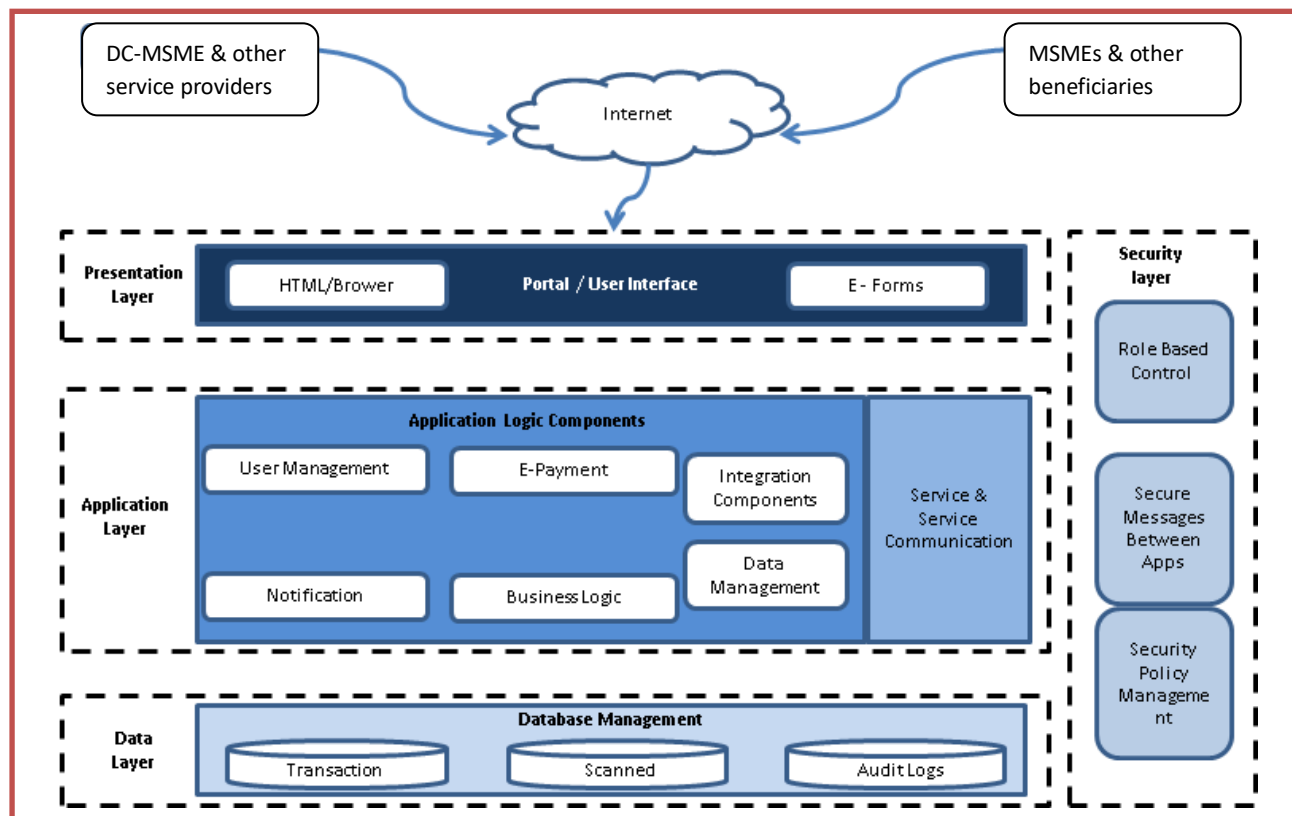 DC-MSME & other
service providers
MSMEs & other
beneficiaries
Internet
Presentation
Layer
HTML/Brower
Portal / User Interface
E - Forms
Security
layer
Role Based
Control
Secure
Messages
Between
Apps
Security
Policy
Manageme
nt
Application
Layer
Application Logic Components
User Management
E-Payment
Integration
Components
Notification
Business Logic
Data
Management
Service &
Service
Communication
Data
Layer
Database Management
Transaction
Scanned
Audit Logs